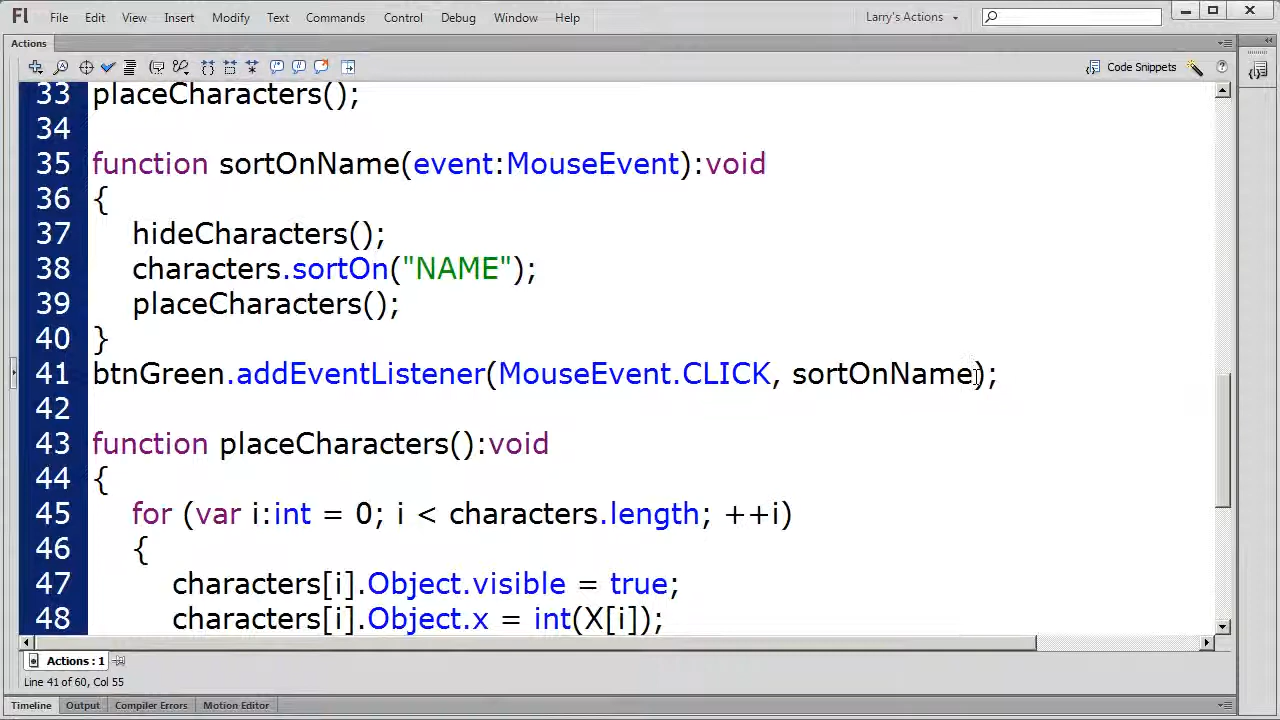 Fl File Edit View Insert Modify Text Commands Control Debug Window Help Larry's Actions
Actions
Code Snippets
33 placeCharacters();
34
35 function sortOnName(event:MouseEvent):void
36 {
37 hideCharacters();
38 characters.sortOn("NAME");
39 placeCharacters();
40 }
41 btnGreen.addEventListener(MouseEvent.CLICK, sortOnName);
42
43 function placeCharacters():void
44 {
45 for (var i:int = 0; i < characters.length; ++i)
46 {
47 characters[i].Object.visible = true;
48 characters[i].Object.x = int(X[i]);
Actions : 1
Line 41 of 60, Col 55
Timeline Output Compiler Errors Motion Editor